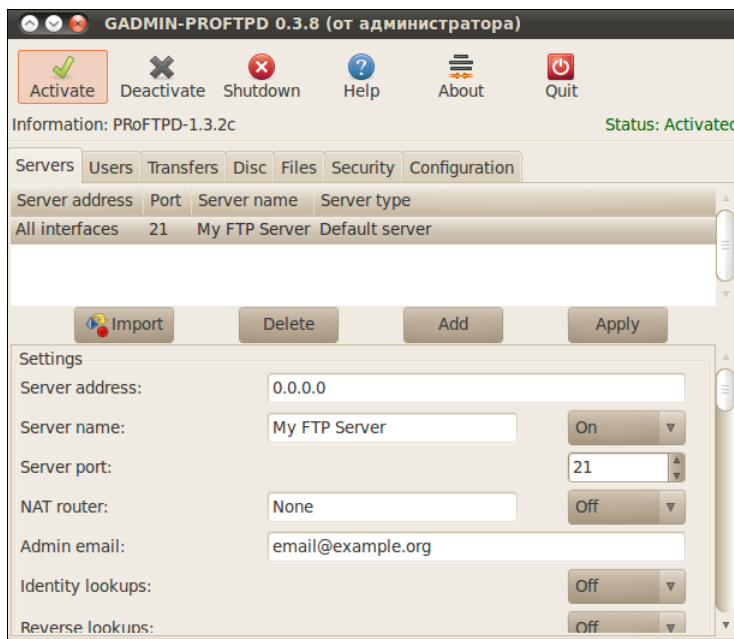 GADMIN-PROFTPD 0.3.8 (от администратора)
Activate Deactivate Shutdown Help About Quit
Information: PRoFTPD-1.3.2c Status: Activated
Servers Users Transfers Disc Files Security Configuration
Server address Port Server name Server type
All interfaces 21 My FTP Server Default server
Import Delete Add Apply
Settings
Server address: 0.0.0.0
Server name: My FTP Server On
Server port: 21
NAT router: None Off
Admin email: email@example.org
Identity lookups: Off
Reverse lookups: Off